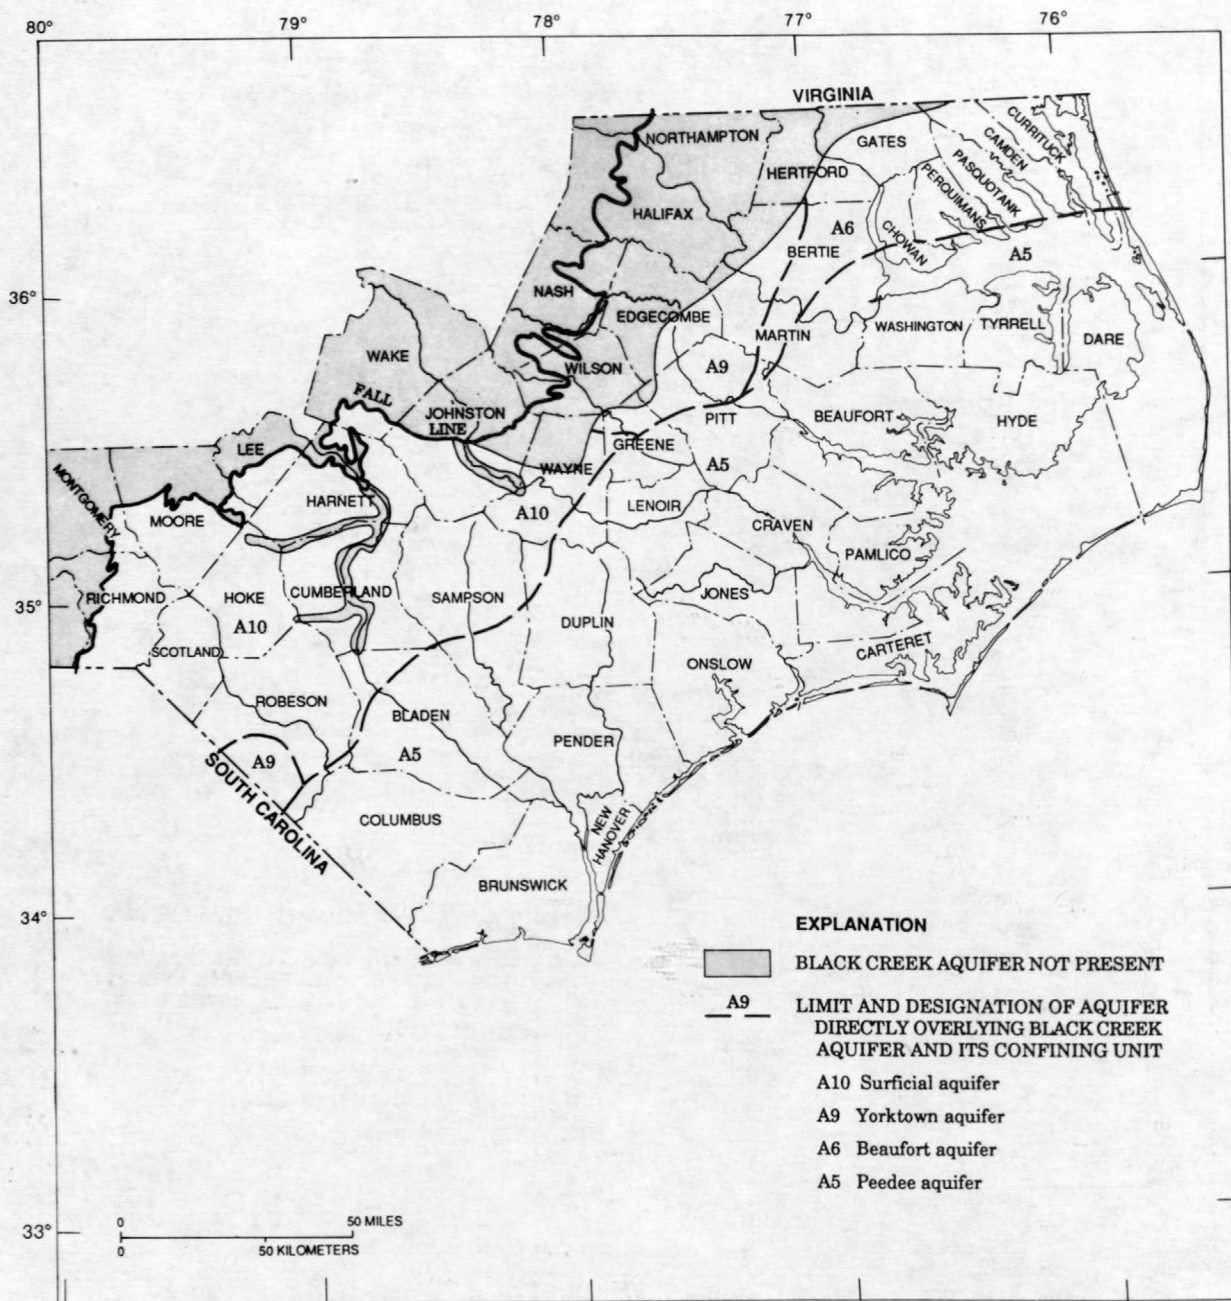 80°
79°
78°
77°
76°
VIRGINIA
NORTHAMPTON
GATES
CURRITUCK
CAMDEN
PASQUOTANK
PERQUIMANS
HERTFORD
HALIFAX
A6
CHOWAN
BERTIE
A5
36°
NASH
EDGECOMBE
MARTIN
WASHINGTON
TYRRELL
DARE
WAKE
WILSON
A9
FALL
LINE
JOHNSTON
PITT
BEAUFORT
HYDE
LEE
GREENE
A5
WAYNE
MONTGOMERY
MOORE
HARNETT
A10
LENOIR
CRAVEN
PAMLICO
35°
RICHMOND
HOKE
CUMBERLAND
SAMPSON
JONES
A10
DUPLIN
SCOTLAND
CARTERET
ONSLOW
ROBESON
BLADEN
A5
PENDER
A9
SOUTH CAROLINA
COLUMBUS
NEW
HANOVER
BRUNSWICK
34°
33°
EXPLANATION
BLACK CREEK AQUIFER NOT PRESENT
A9 LIMIT AND DESIGNATION OF AQUIFER
DIRECTLY OVERLYING BLACK CREEK
AQUIFER AND ITS CONFINING UNIT
A10 Surficial aquifer
A9 Yorktown aquifer
A6 Beaufort aquifer
A5 Peedee aquifer
0 50 MILES
0 50 KILOMETERS